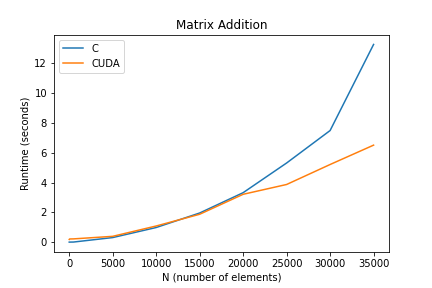 Matrix Addition
C
CUDA
Runtime (seconds)
12
10
8
6
4
2
0
0 5000 10000 15000 20000 25000 30000 35000
N (number of elements)